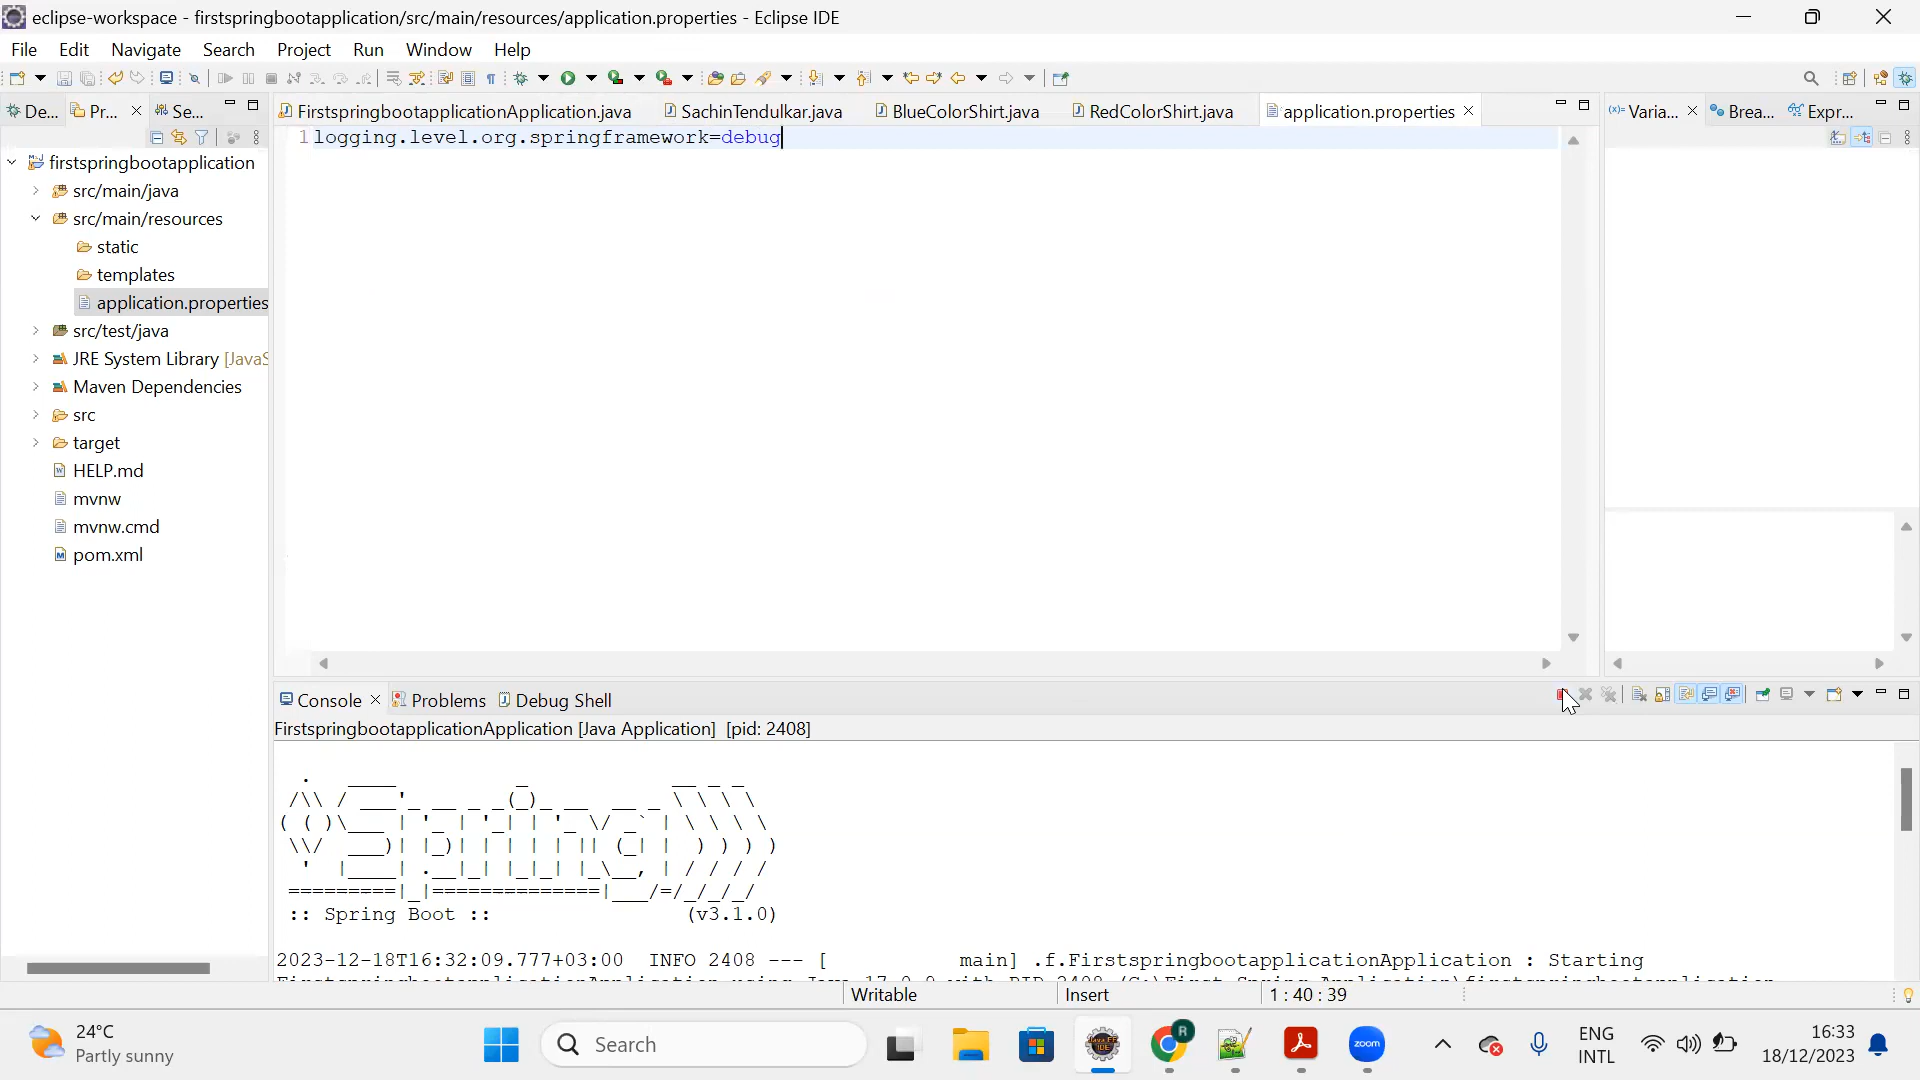 eclipse-workspace - firstspringbootapplication/src/main/resources/application.properties - Eclipse IDE
File Edit Navigate Search Project Run Window Help
De... Pr... Se...
FirstspringbootapplicationApplication.java SachinTendulkar.java BlueColorShirt.java RedColorShirt.java application.properties
Varia... Brea... Expr...
1 logging.level.org.springframework=debug
firstspringbootapplication
src/main/java
src/main/resources
static
templates
application.properties
src/test/java
JRE System Library [JavaS
Maven Dependencies
src
target
HELP.md
mvnw
mvnw.cmd
pom.xml
Console Problems Debug Shell
FirstspringbootapplicationApplication [Java Application] [pid: 2408]
Spring
:: Spring Boot :: (v3.1.0)
2023-12-18T16:32:09.777+03:00 INFO 2408 --- [ main] .f.FirstspringbootapplicationApplication : Starting
Writable Insert 1 : 40 : 39
24°C
Partly sunny
Search
zoom
ENG
INTL
16:33
18/12/2023